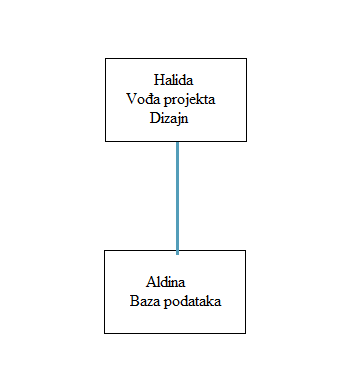 Halida
Vođa projekta
Dizajn
Aldina
Baza podataka